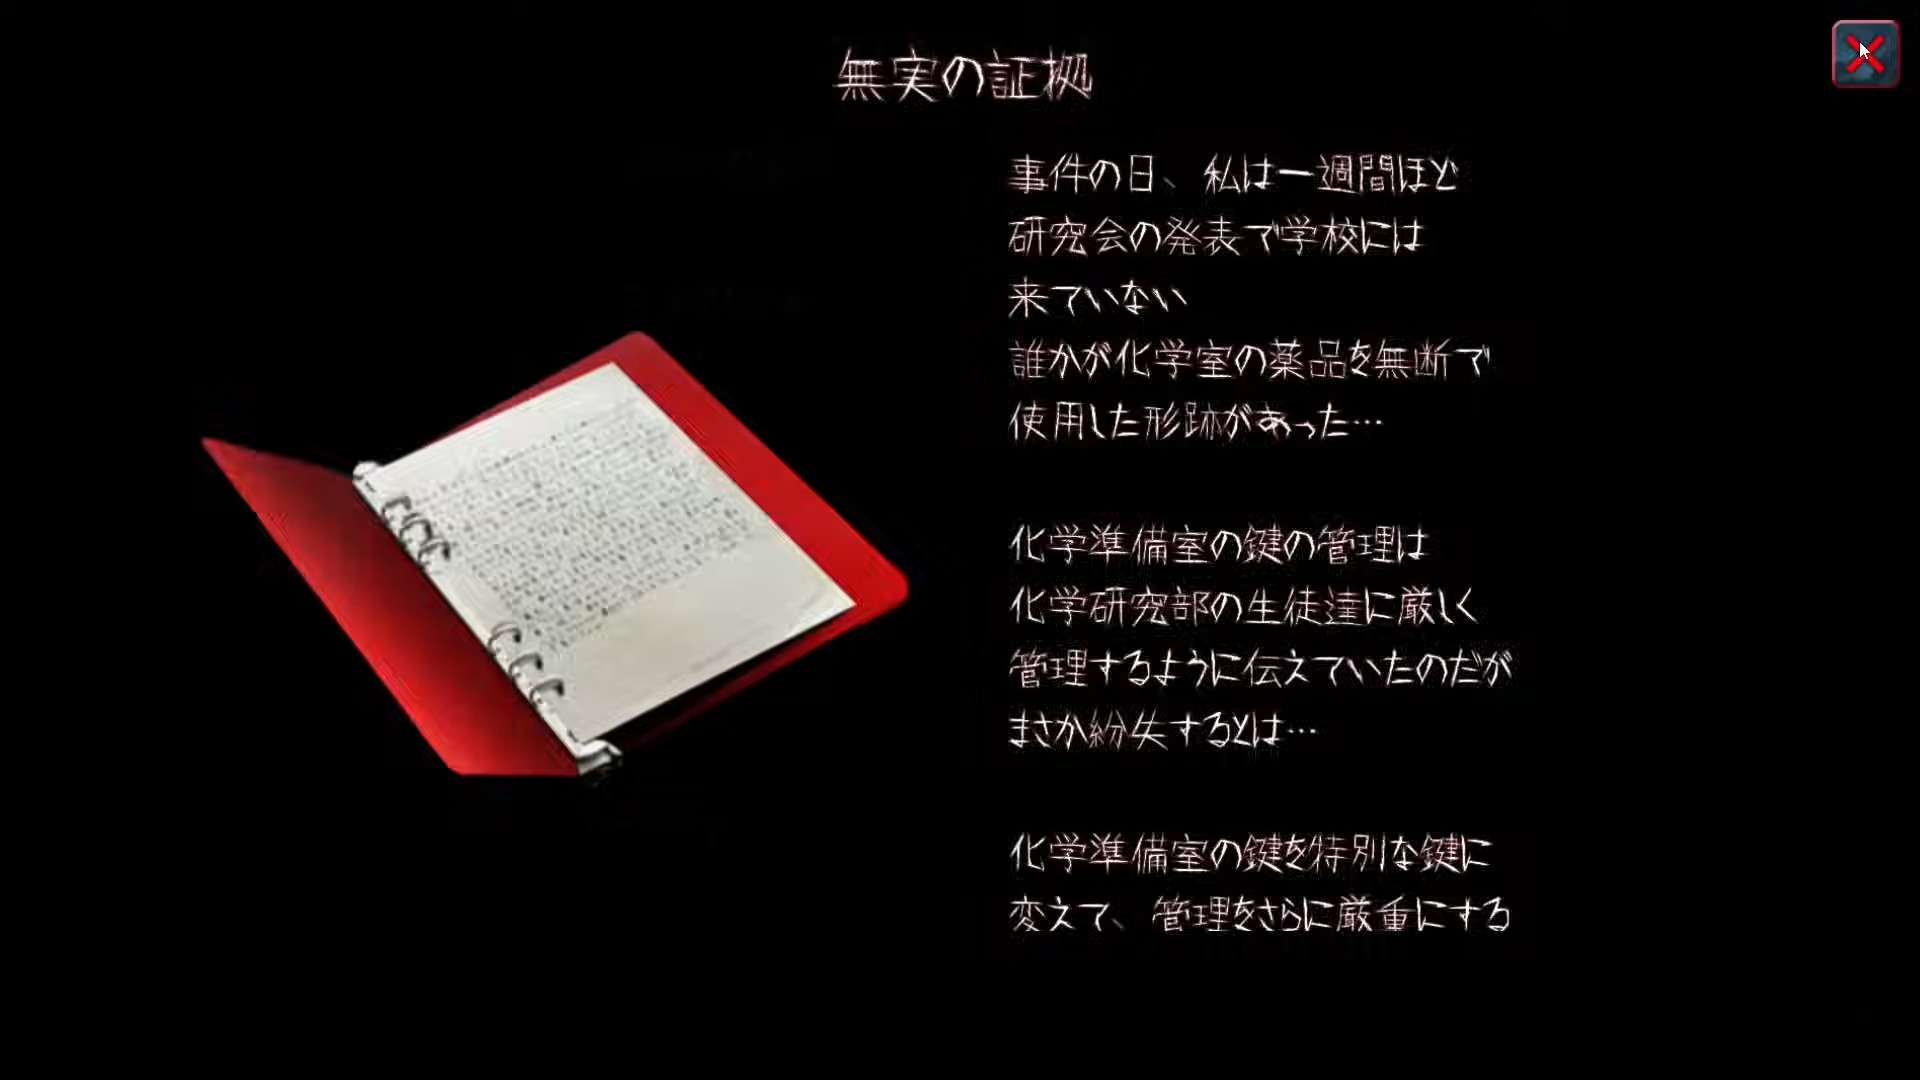 無実の証拠
事件の日、私は一週間ほど
研究会の発表で学校には
来ていない
誰かが化学室の薬品を無断で
使用した形跡があった…
化学準備室の鍵の管理は
化学研究部の生徒達に厳しく
管理するように伝えていたのだが
まさか紛失するとは…
化学準備室の鍵を特別な鍵に
変えて、管理をさらに厳重にする